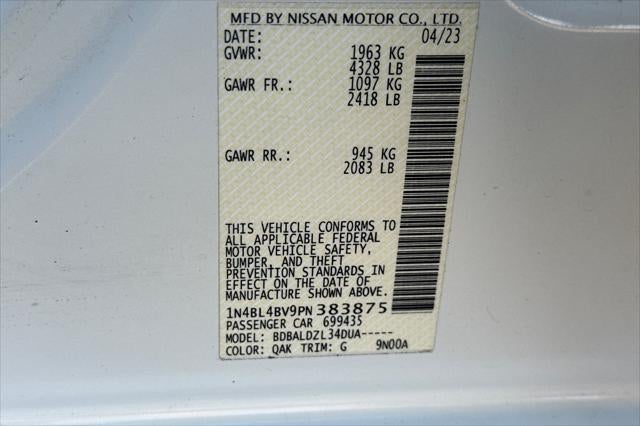 MFD BY NISSAN MOTOR CO., LTD.
DATE: 04/23
GVWR: 1963 KG
4328 LB
GAWR FR.: 1097 KG
2418 LB
GAWR RR.: 945 KG
2083 LB
THIS VEHICLE CONFORMS TO
ALL APPLICABLE FEDERAL
MOTOR VEHICLE SAFETY,
BUMPER, AND THEFT
PREVENTION STANDARDS IN
EFFECT ON THE DATE OF
MANUFACTURE SHOWN ABOVE.
1N4BL4BV9PN383875
PASSENGER CAR 699435
MODEL: BDBALDZL34DUA-----
COLOR: QAK TRIM: G 9N00A